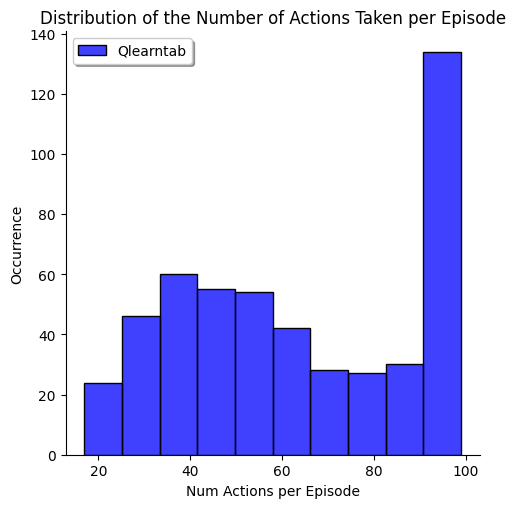 Distribution of the Number of Actions Taken per Episode
Qlearntab
140
120
100
80
60
40
20
0
Occurrence
20 40 60 80 100
Num Actions per Episode